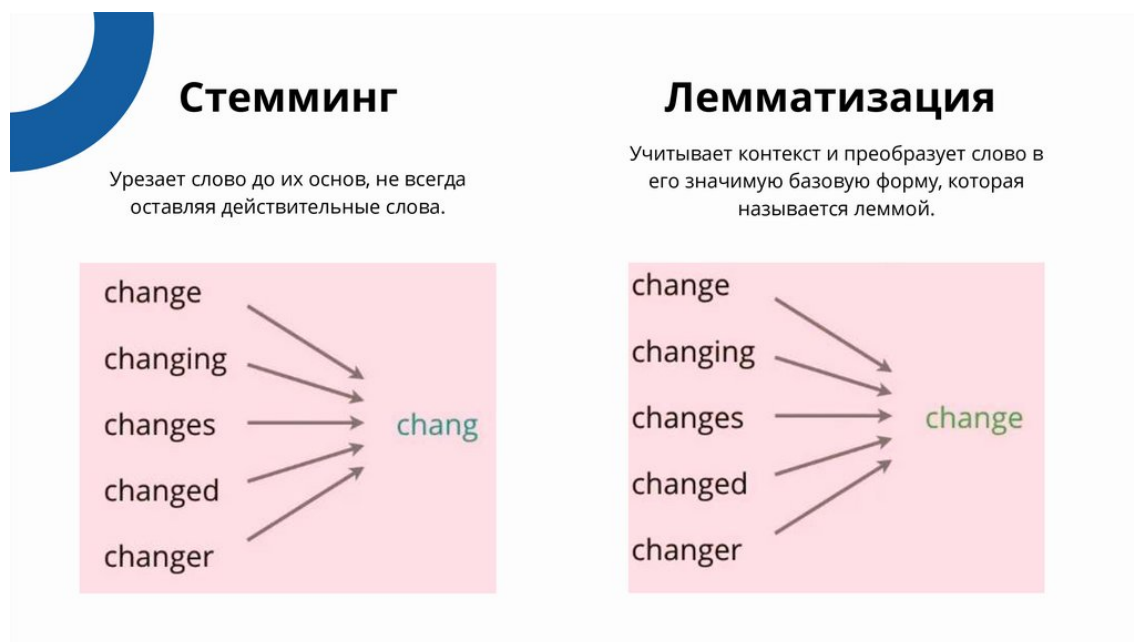 Стемминг
Урезает слово до их основ, не всегда
оставляя действительные слова.
change
changing
changes
changed
changer
chang
Лемматизация
Учитывает контекст и преобразует слово в
его значимую базовую форму, которая
называется леммой.
change
changing
changes
changed
changer
change